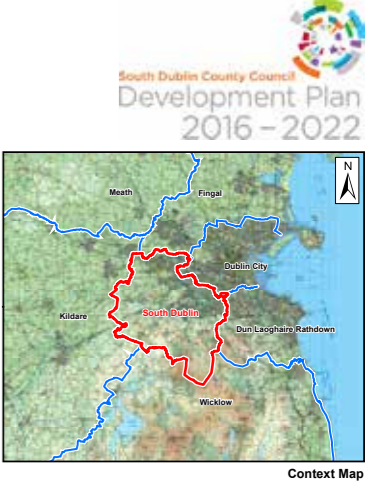 South Dublin County Council
Development Plan
2016 – 2022
N
Meath
Fingal
Dublin City
Kildare
South Dublin
Dun Laoghaire Rathdown
Wicklow
Context Map